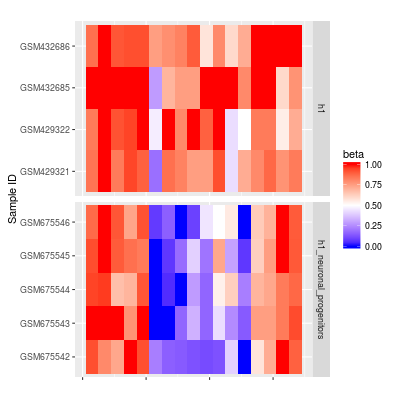 GSM432686
GSM432685
GSM429322
GSM429321
h1
GSM675546
GSM675545
GSM675544
GSM675543
GSM675542
h1_neuronal_progenitors
Sample ID
beta
1.00
0.75
0.50
0.25
0.00